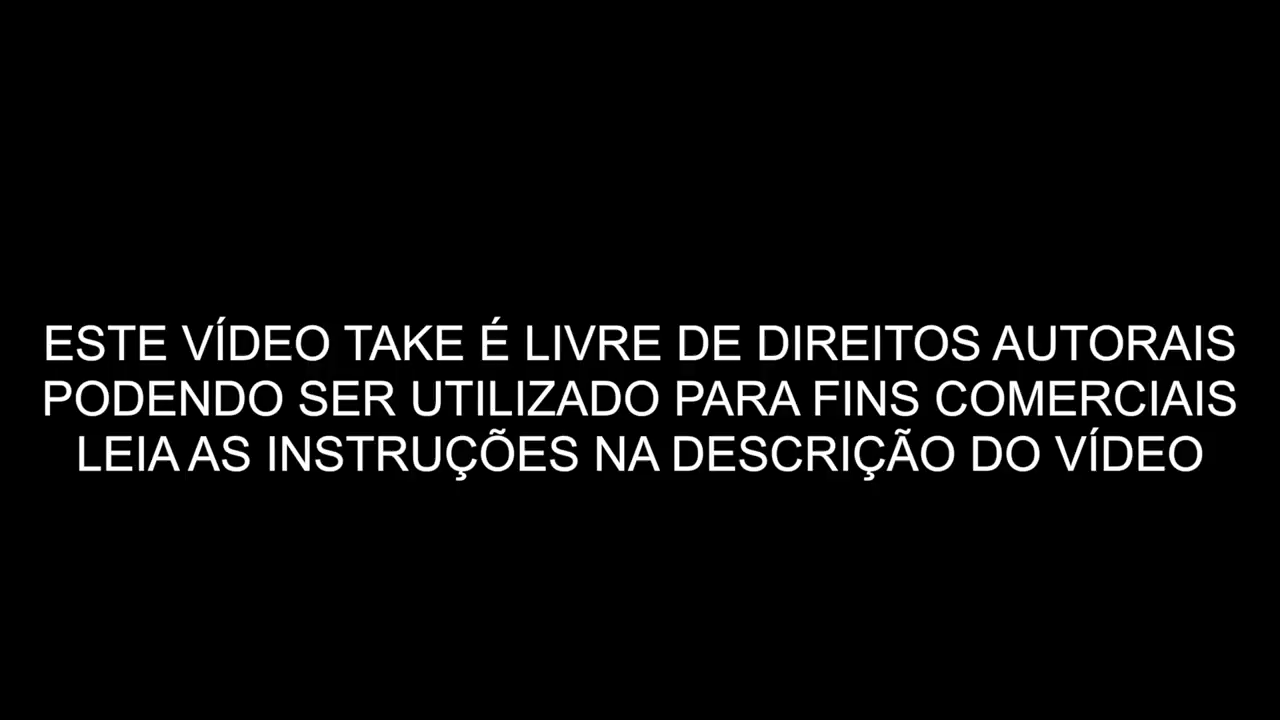 ESTE VÍDEO TAKE É LIVRE DE DIREITOS AUTORAIS
PODENDO SER UTILIZADO PARA FINS COMERCIAIS
LEIA AS INSTRUÇÕES NA DESCRIÇÃO DO VÍDEO